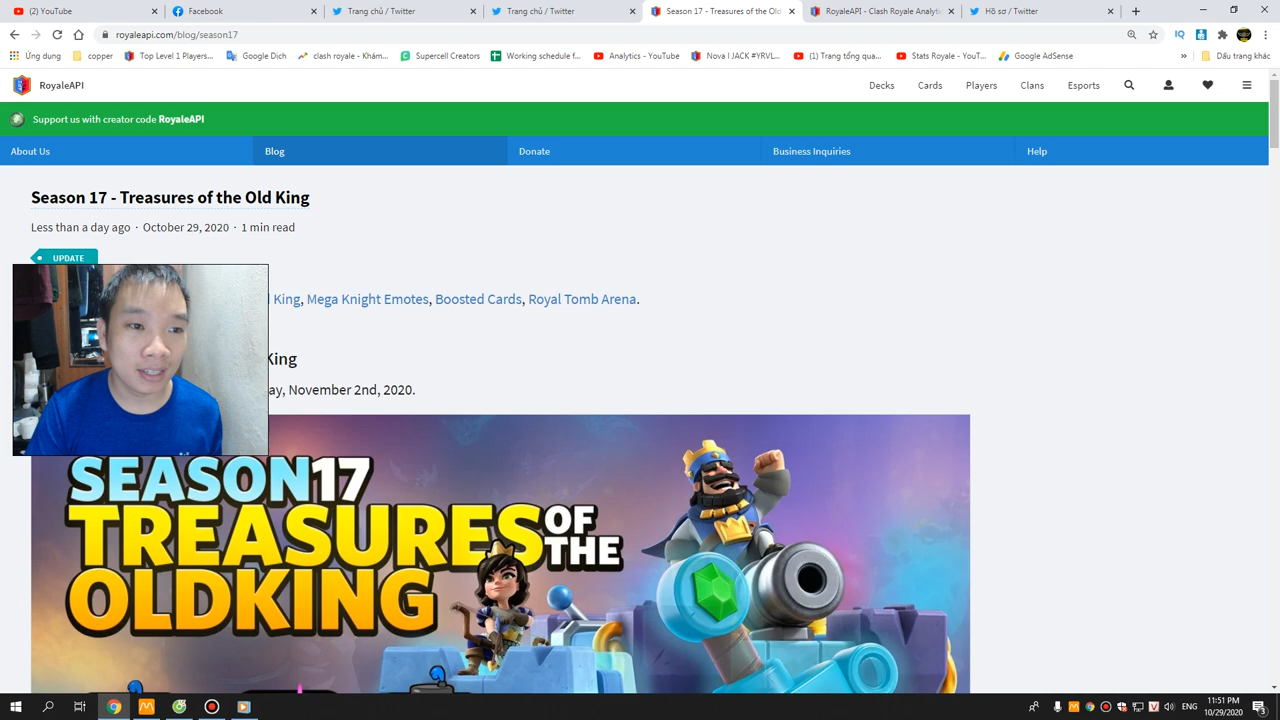 (2) YouTube
Facebook
Trang chủ / Twitter
Trang chủ / Twitter
Season 17 - Treasures of the Old
RoyaleAPI - Clash Royale Analyti
Hồ sơ / Twitter
royaleapi.com/blog/season17
Ứng dụng
copper
Top Level 1 Players...
Google Dịch
clash royale - Khám...
Supercell Creators
Working schedule f...
Analytics - YouTube
Nova I JACK #YRVL...
(1) Trang tổng qua...
Stats Royale - YouT...
Google AdSense
»
Dấu trang khác
RoyaleAPI
Decks
Cards
Players
Clans
Esports
Support us with creator code RoyaleAPI
About Us
Blog
Donate
Business Inquiries
Help
Season 17 - Treasures of the Old King
Less than a day ago · October 29, 2020 · 1 min read
UPDATE
d King, Mega Knight Emotes, Boosted Cards, Royal Tomb Arena.
King
ay, November 2nd, 2020.
SEASON17
TREASURES OF THE
OLDKING
ENG
11:51 PM
10/29/2020